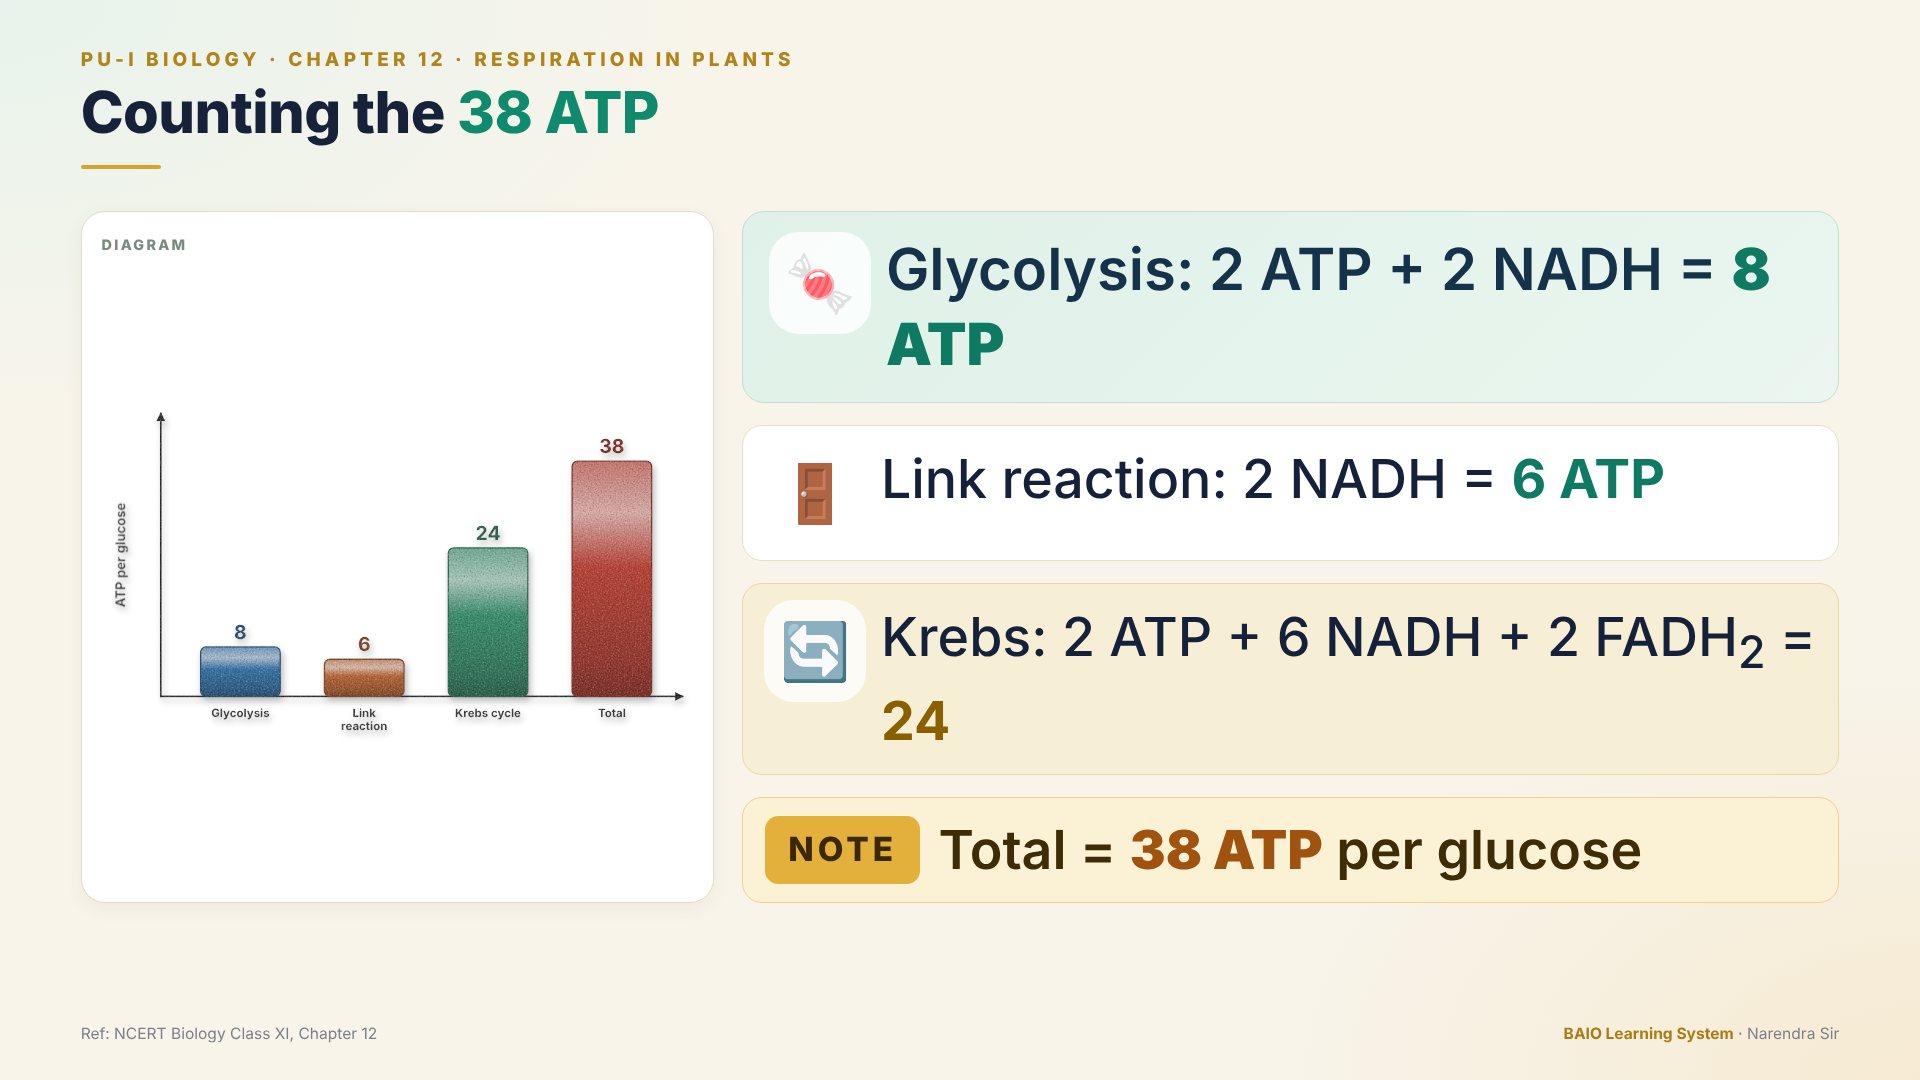 PU-I BIOLOGY · CHAPTER 12 · RESPIRATION IN PLANTS
Counting the 38 ATP
DIAGRAM
ATP per glucose
8
6
24
38
Glycolysis
Link
reaction
Krebs cycle
Total
Glycolysis: 2 ATP + 2 NADH = 8
ATP
Link reaction: 2 NADH = 6 ATP
Krebs: 2 ATP + 6 NADH + 2 FADH₂ =
24
NOTE Total = 38 ATP per glucose
Ref: NCERT Biology Class XI, Chapter 12
BAIO Learning System · Narendra Sir